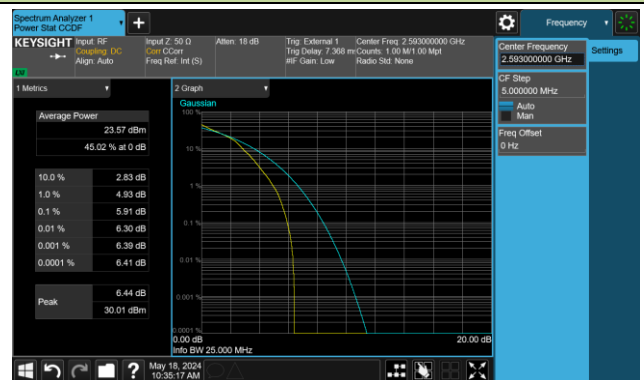 Spectrum Analyzer 1
Power Stat CCDF
Frequency
KEYSIGHT
Input: RF
Coupling: DC
Align: Auto
Input Z: 50 Ω
Corr CCorr
Freq Ref: Int (S)
Atten: 18 dB
Trig: External 1
Trig Delay: 7.368 m
#IF Gain: Low
Center Freq: 2.593000000 GHz
Counts: 1.00 M/1.00 Mpt
Radio Std: None
Center Frequency
2.593000000 GHz
Settings
CF Step
5.000000 MHz
Auto
Man
Freq Offset
0 Hz
1 Metrics
Average Power
23.57 dBm
45.02 % at 0 dB
10.0 % 2.83 dB
1.0 % 4.93 dB
0.1 % 5.91 dB
0.01 % 6.30 dB
0.001 % 6.39 dB
0.0001 % 6.41 dB
Peak
6.44 dB
30.01 dBm
2 Graph
Gaussian
100 %
10 %
1 %
0.1 %
0.01 %
0.001 %
0.0001 %
0.00 dB 20.00 dB
Info BW 25.000 MHz
?
May 18, 2024
10:35:17 AM